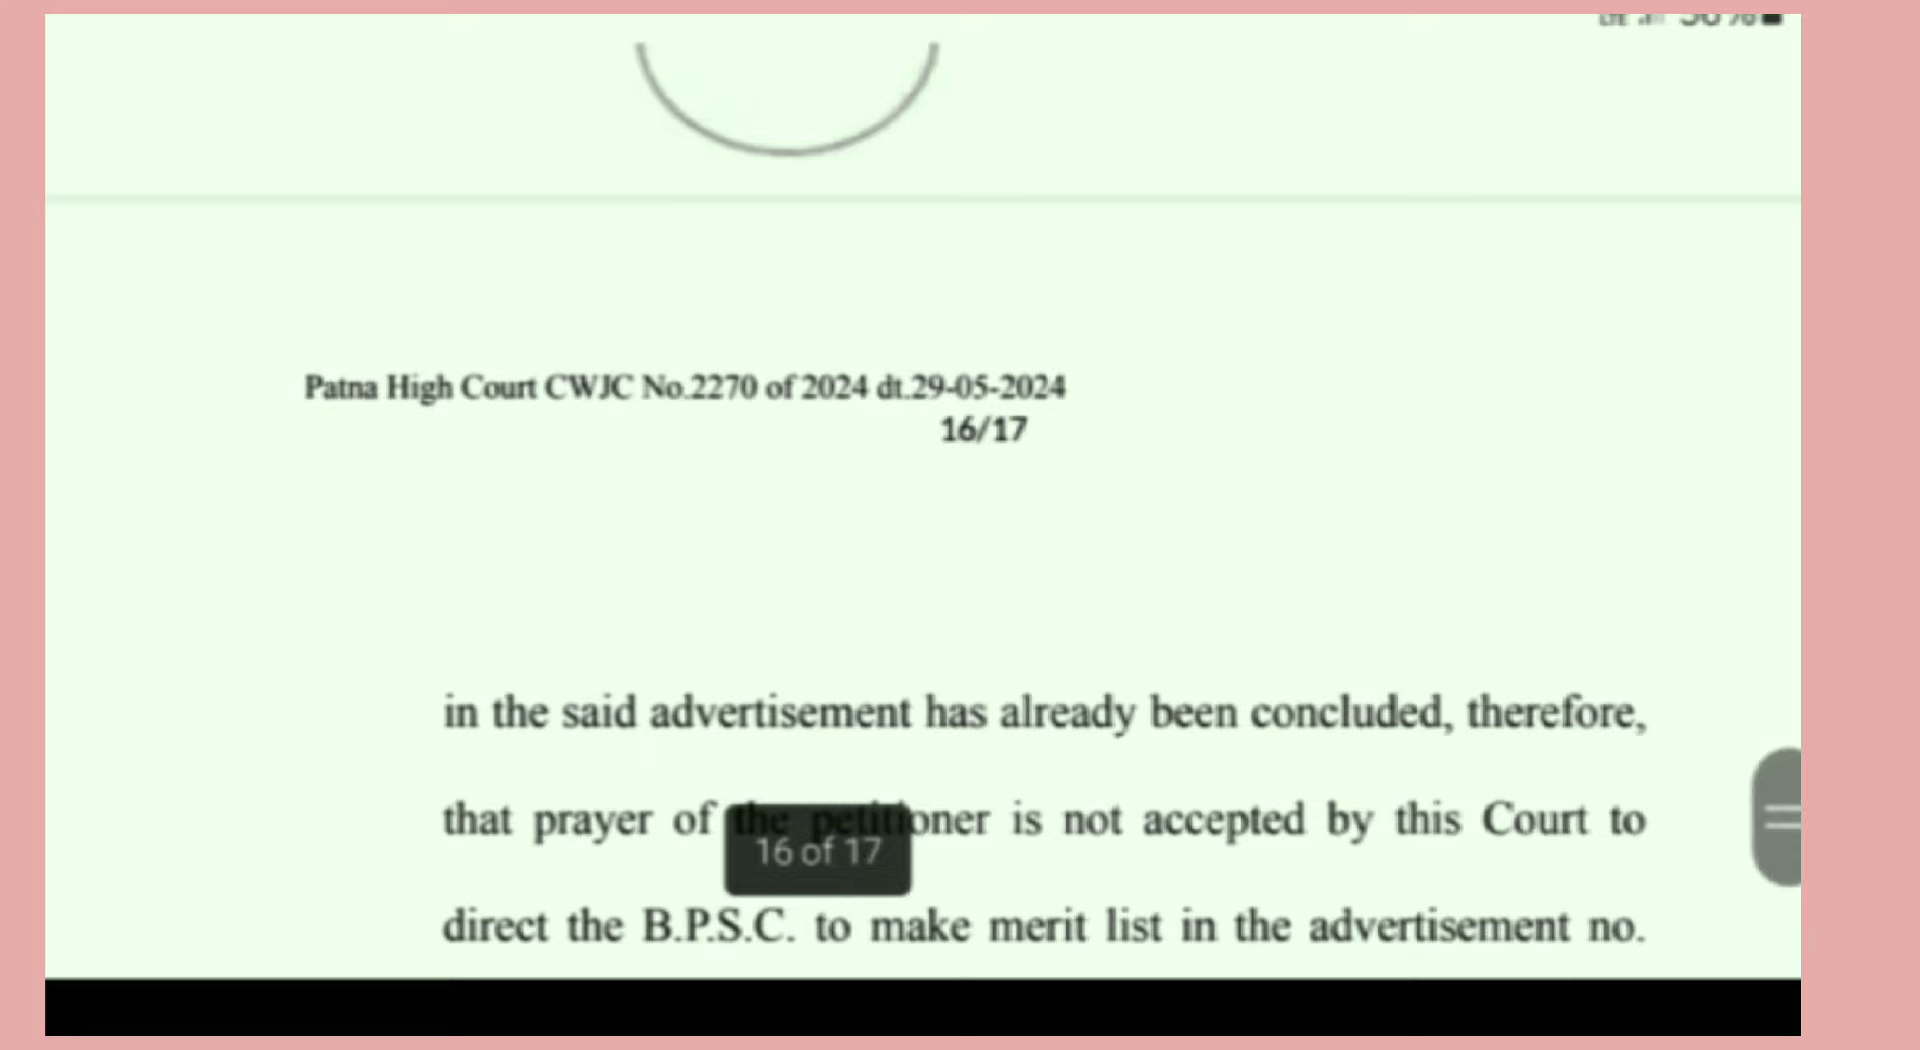 Patna High Court CWJC No.2270 of 2024 dt.29-05-2024
16/17
in the said advertisement has already been concluded, therefore,
that prayer of the petitioner is not accepted by this Court to
16 of 17
direct the B.P.S.C. to make merit list in the advertisement no.